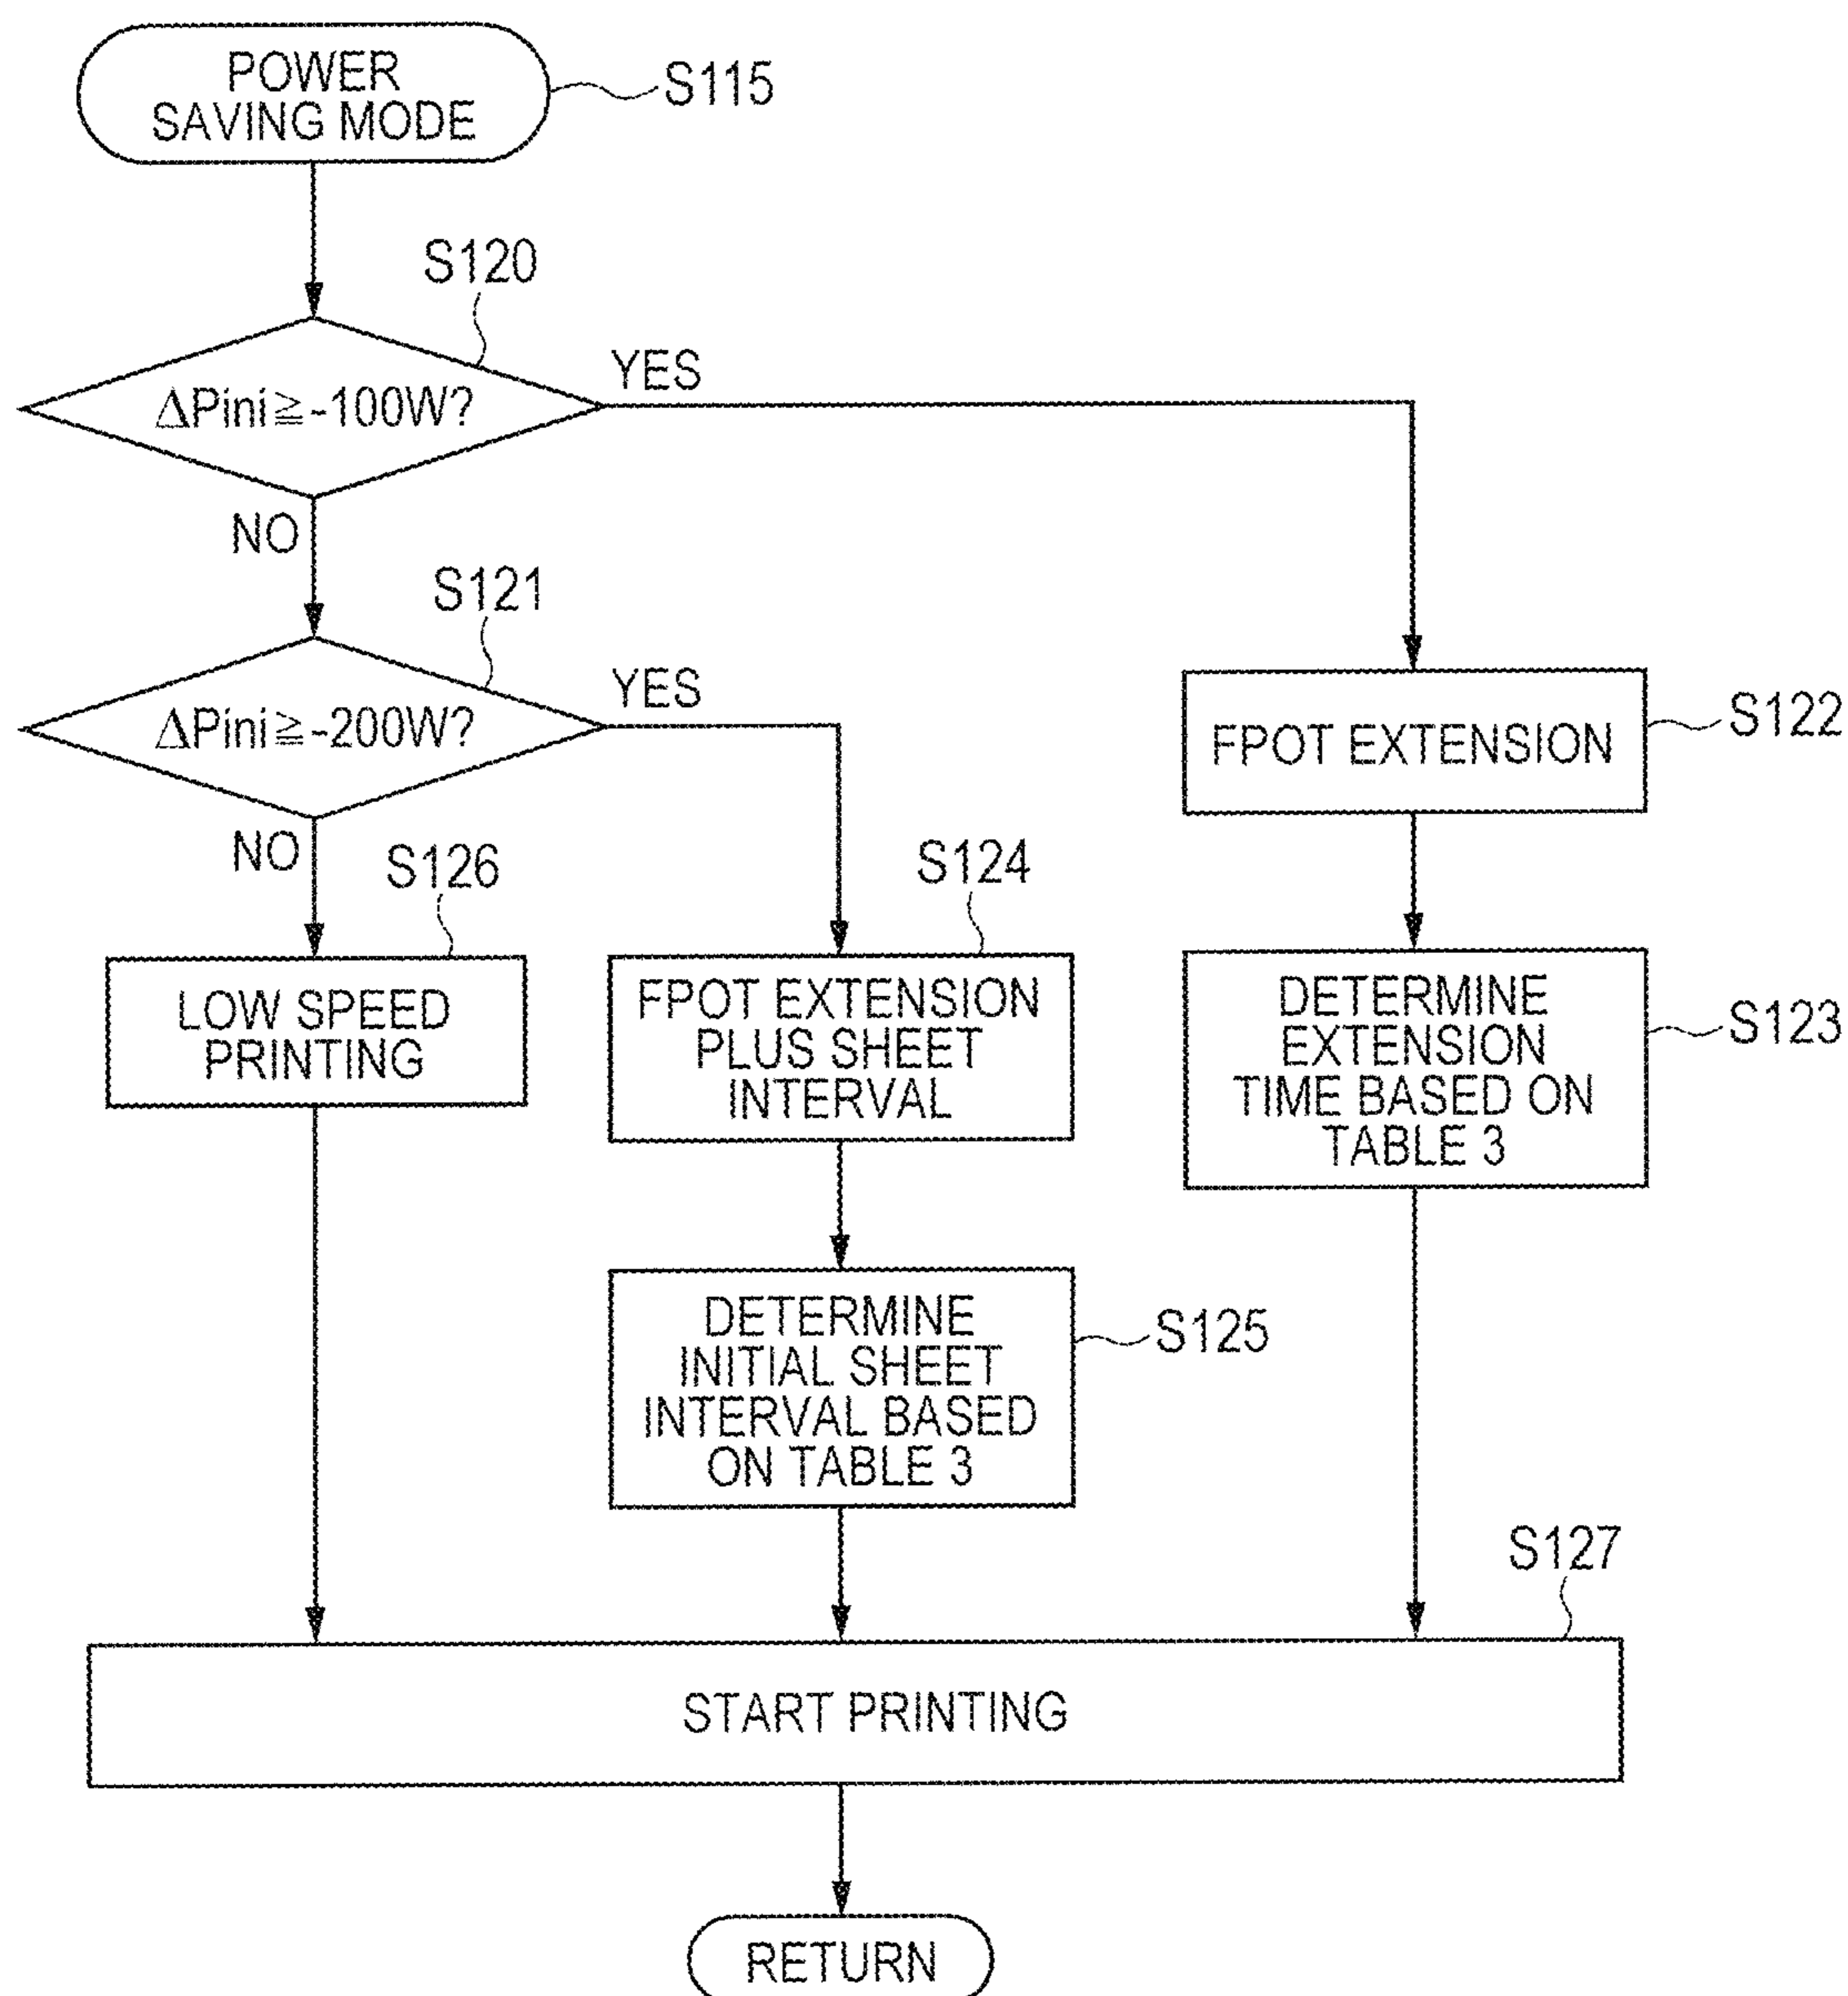 POWER
SAVING MODE
S115
S120
ΔPini≧-100W?
YES
NO
S121
ΔPini≧-200W?
YES
NO
S122
FPOT EXTENSION
S126
LOW SPEED
PRINTING
S124
FPOT EXTENSION
PLUS SHEET
INTERVAL
S123
DETERMINE
EXTENSION
TIME BASED ON
TABLE 3
S125
DETERMINE
INITIAL SHEET
INTERVAL BASED
ON TABLE 3
S127
START PRINTING
RETURN